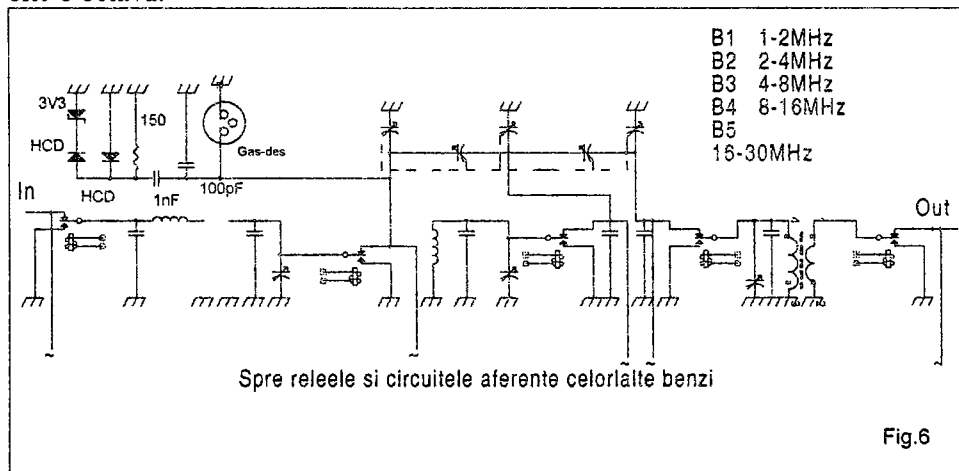 B1 1-2MHz
B2 2-4MHz
B3 4-8MHz
B4 8-16MHz
B5
16-30MHz
3V3
150
HCD
Gas-des
HCD
1nF
100pF
In
Out
~ ~ ~ ~ ~
Spre releele si circuitele aferente celorlalte benzi
Fig.6